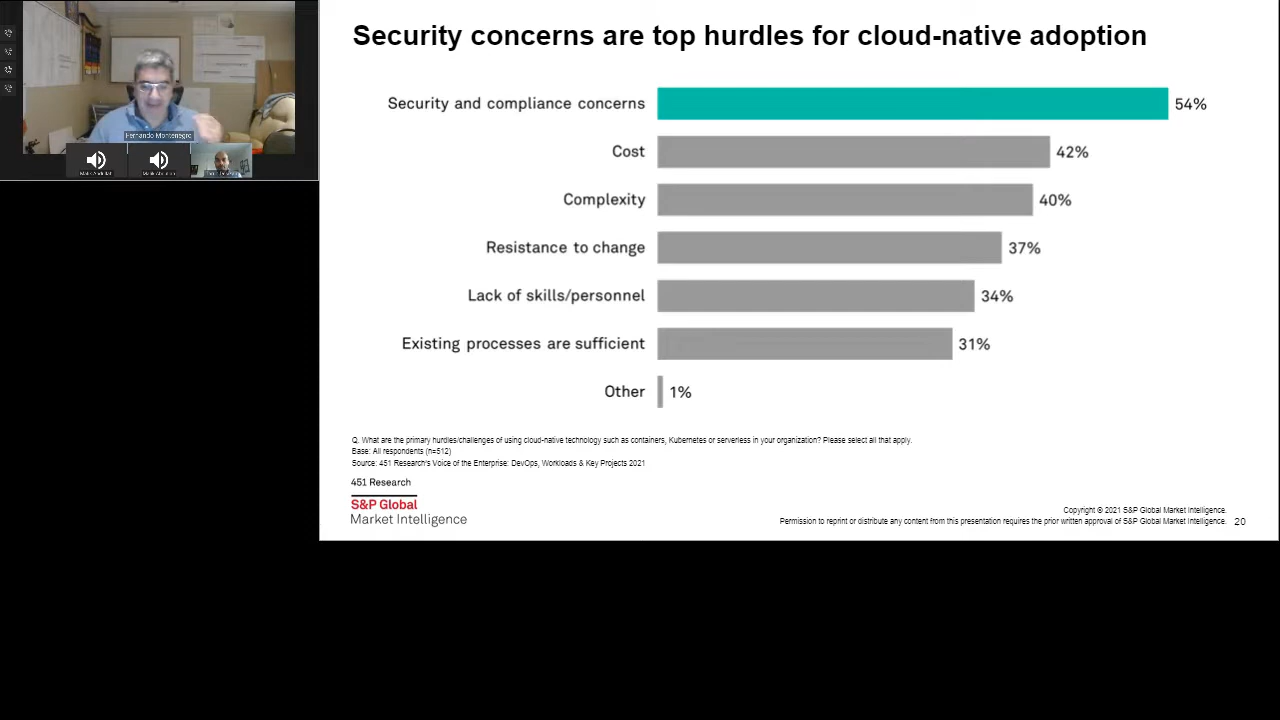 Security concerns are top hurdles for cloud-native adoption
Fernando Montenegro
Security and compliance concerns 54%
Cost 42%
Complexity 40%
Resistance to change 37%
Lack of skills/personnel 34%
Existing processes are sufficient 31%
Other 1%
Q. What are the primary hurdles/challenges of using cloud-native technology such as containers, Kubernetes or serverless in your organization? Please select all that apply.
Base: All respondents (n=512)
Source: 451 Research's Voice of the Enterprise: DevOps, Workloads & Key Projects 2021
451 Research
S&P Global
Market Intelligence
Copyright © 2021 S&P Global Market Intelligence.
Permission to reprint or distribute any content from this presentation requires the prior written approval of S&P Global Market Intelligence. 20